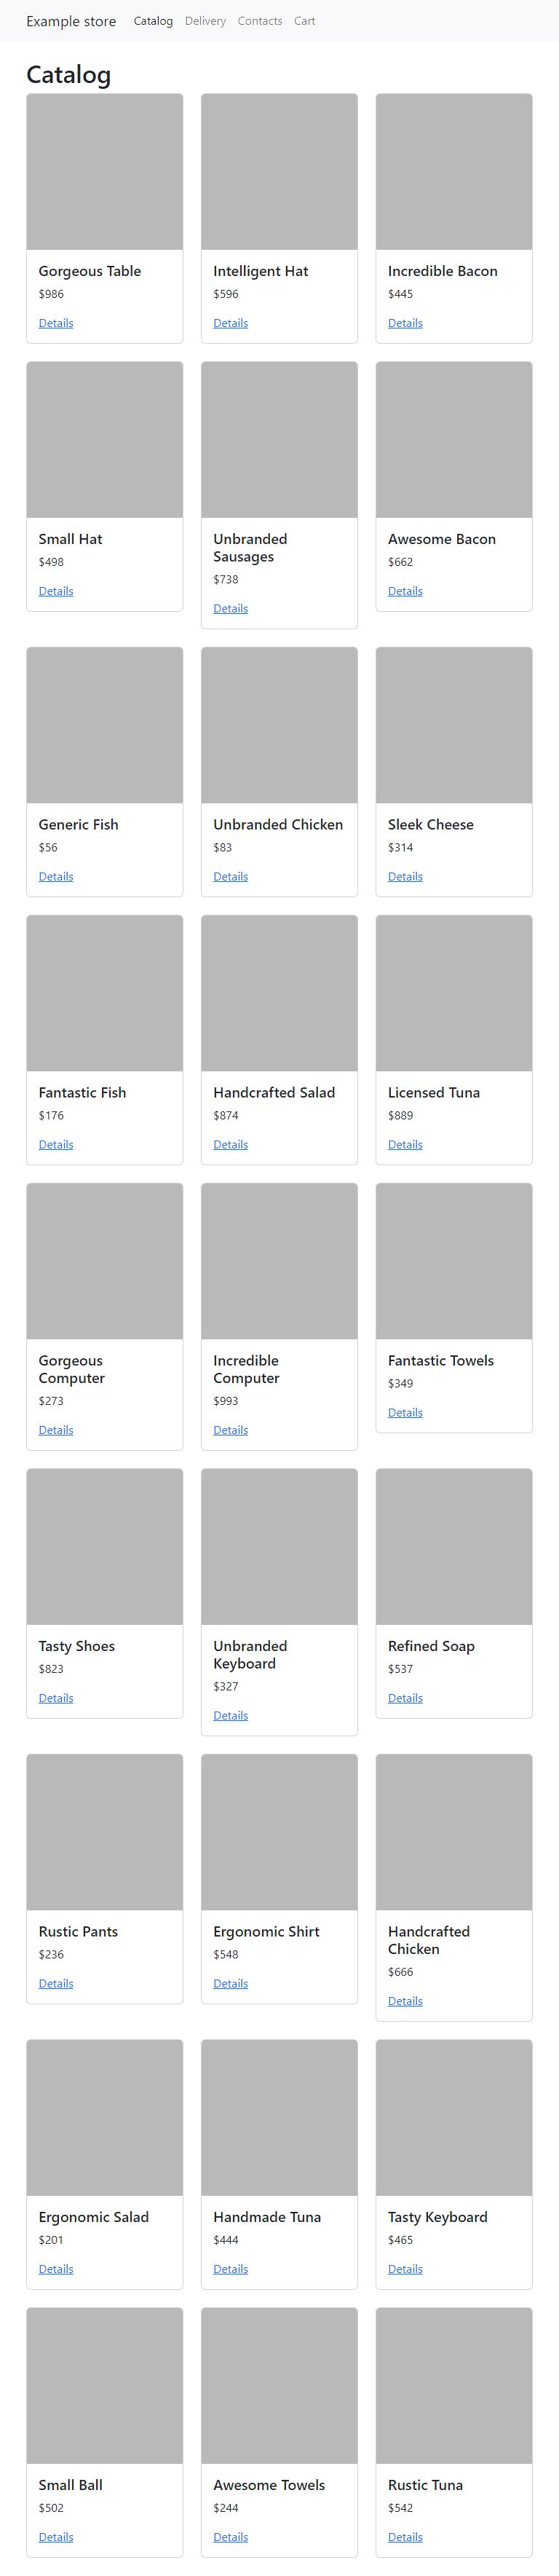 Example store Catalog Delivery Contacts Cart
Catalog
Gorgeous Table
$986
Details
Intelligent Hat
$596
Details
Incredible Bacon
$445
Details
Small Hat
$498
Details
Unbranded
Sausages
$738
Details
Awesome Bacon
$662
Details
Generic Fish
$56
Details
Unbranded Chicken
$83
Details
Sleek Cheese
$314
Details
Fantastic Fish
$176
Details
Handcrafted Salad
$874
Details
Licensed Tuna
$889
Details
Gorgeous
Computer
$273
Details
Incredible
Computer
$993
Details
Fantastic Towels
$349
Details
Tasty Shoes
$823
Details
Unbranded
Keyboard
$327
Details
Refined Soap
$537
Details
Rustic Pants
$236
Details
Ergonomic Shirt
$548
Details
Handcrafted
Chicken
$666
Details
Ergonomic Salad
$201
Details
Handmade Tuna
$444
Details
Tasty Keyboard
$465
Details
Small Ball
$502
Details
Awesome Towels
$244
Details
Rustic Tuna
$542
Details